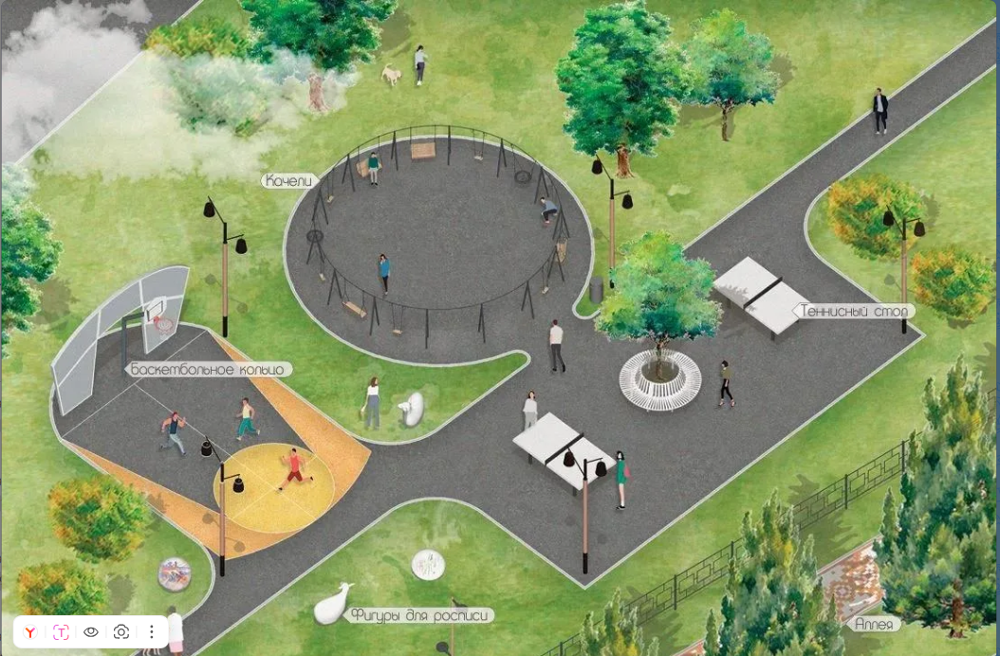 Качели
Теннисный стол
Баскетбольное кольцо
Фигуры для росписи
Аллея